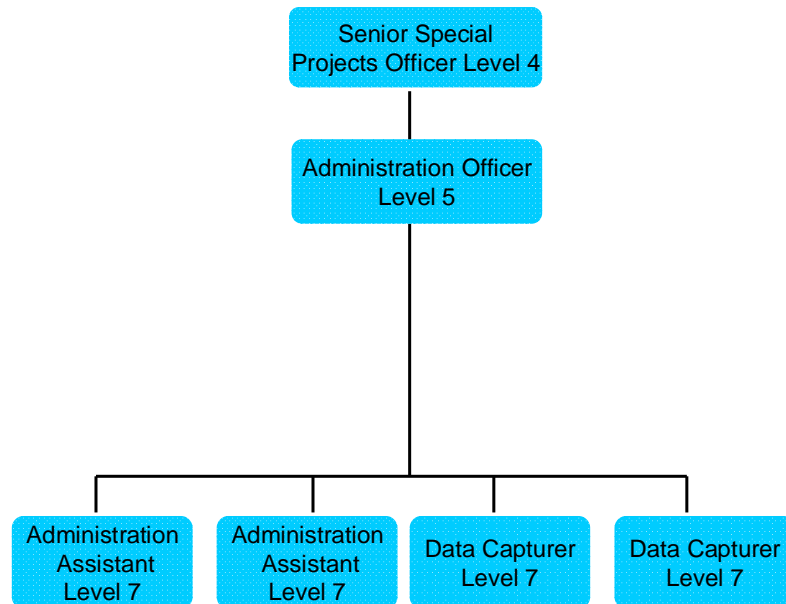 Senior Special
Projects Officer Level 4
Administration Officer
Level 5
Administration
Assistant
Level 7
Administration
Assistant
Level 7
Data Capturer
Level 7
Data Capturer
Level 7